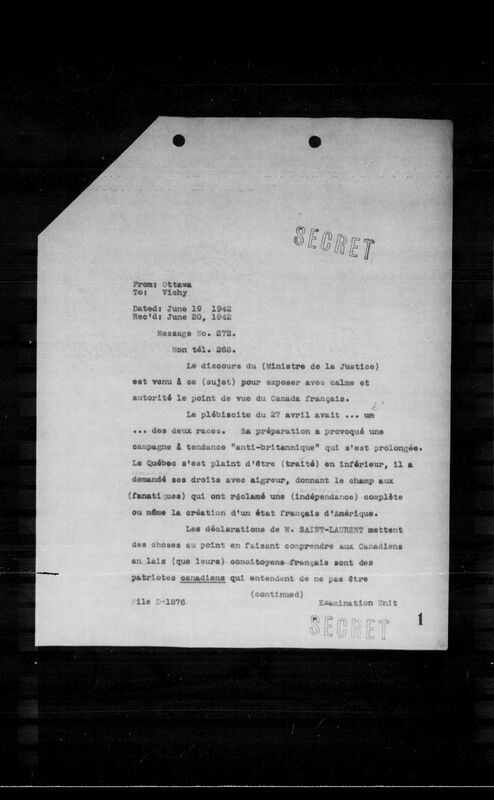 SECRET
From: Ottawa
To: Vichy
Dated: June 19, 1942
Rec'd: June 20, 1942
Message No. 272.
Mon tél. 268.
Le discours du (Ministre de la Justice)
est venu à ce (sujet) pour exposer avec calme et
autorité le point de vue du Canada français.
Le plébiscite du 27 avril avait ... un
... des deux races. Sa préparation a provoqué une
campagne à tendance "anti-britannique" qui s'est prolongée.
Le Québec s'est plaint d'être (traité) en inférieur, il a
demandé ses droits avec aigreur, donnant le champ aux
(fanatiques) qui ont réclamé une (indépendance) complète
ou même la création d'un état français d'Amérique.
Les déclarations de M. SAINT-LAURENT mettent
des choses au point en faisant comprendre aux Canadiens
an lais (que leurs) concitoyens français sont des
patriotes canadiens qui entendent de ne pas être
(continued)
File D-1876 Examination Unit
SECRET 1